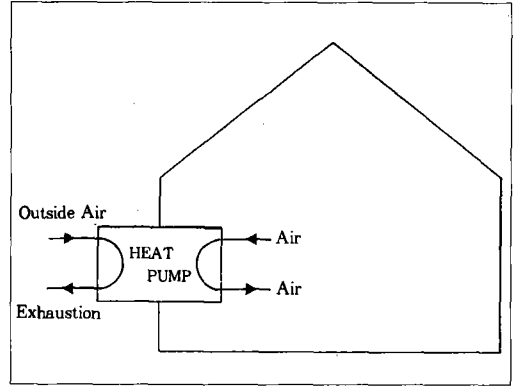 Outside Air
HEAT
PUMP
Air
Air
Exhaustion